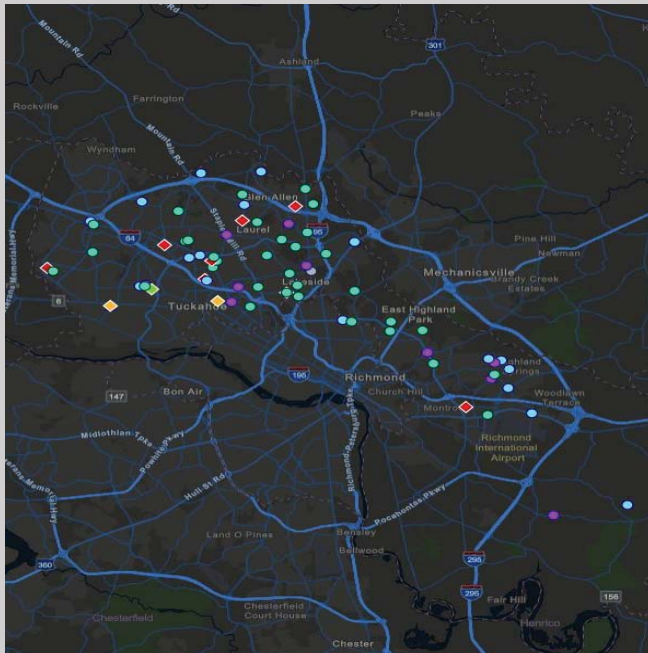 301
Mountain Rd
Ashland
Rockville
Farrington
Peaks
Mountain Rd
Wyndham
Glen Allen
Laurel
64
95
Pine Hill
Newman
Mechanicsville
Brandy Creek
Estates
6
Tuckahoe
Lakeside
East Highland
Park
195
Richmond
Church Hill
Woodlawn
Terrace
147
Bon Air
Midlothian Tpke
Powhite Pkwy
Richmond
International
Airport
Hull St Rd
Pocahontas Pkwy
Land O Pines
Bensley
Bellwood
360
295
295
Fair Hill
156
Chesterfield
Court House
Chesterfield
Henrico
Chester